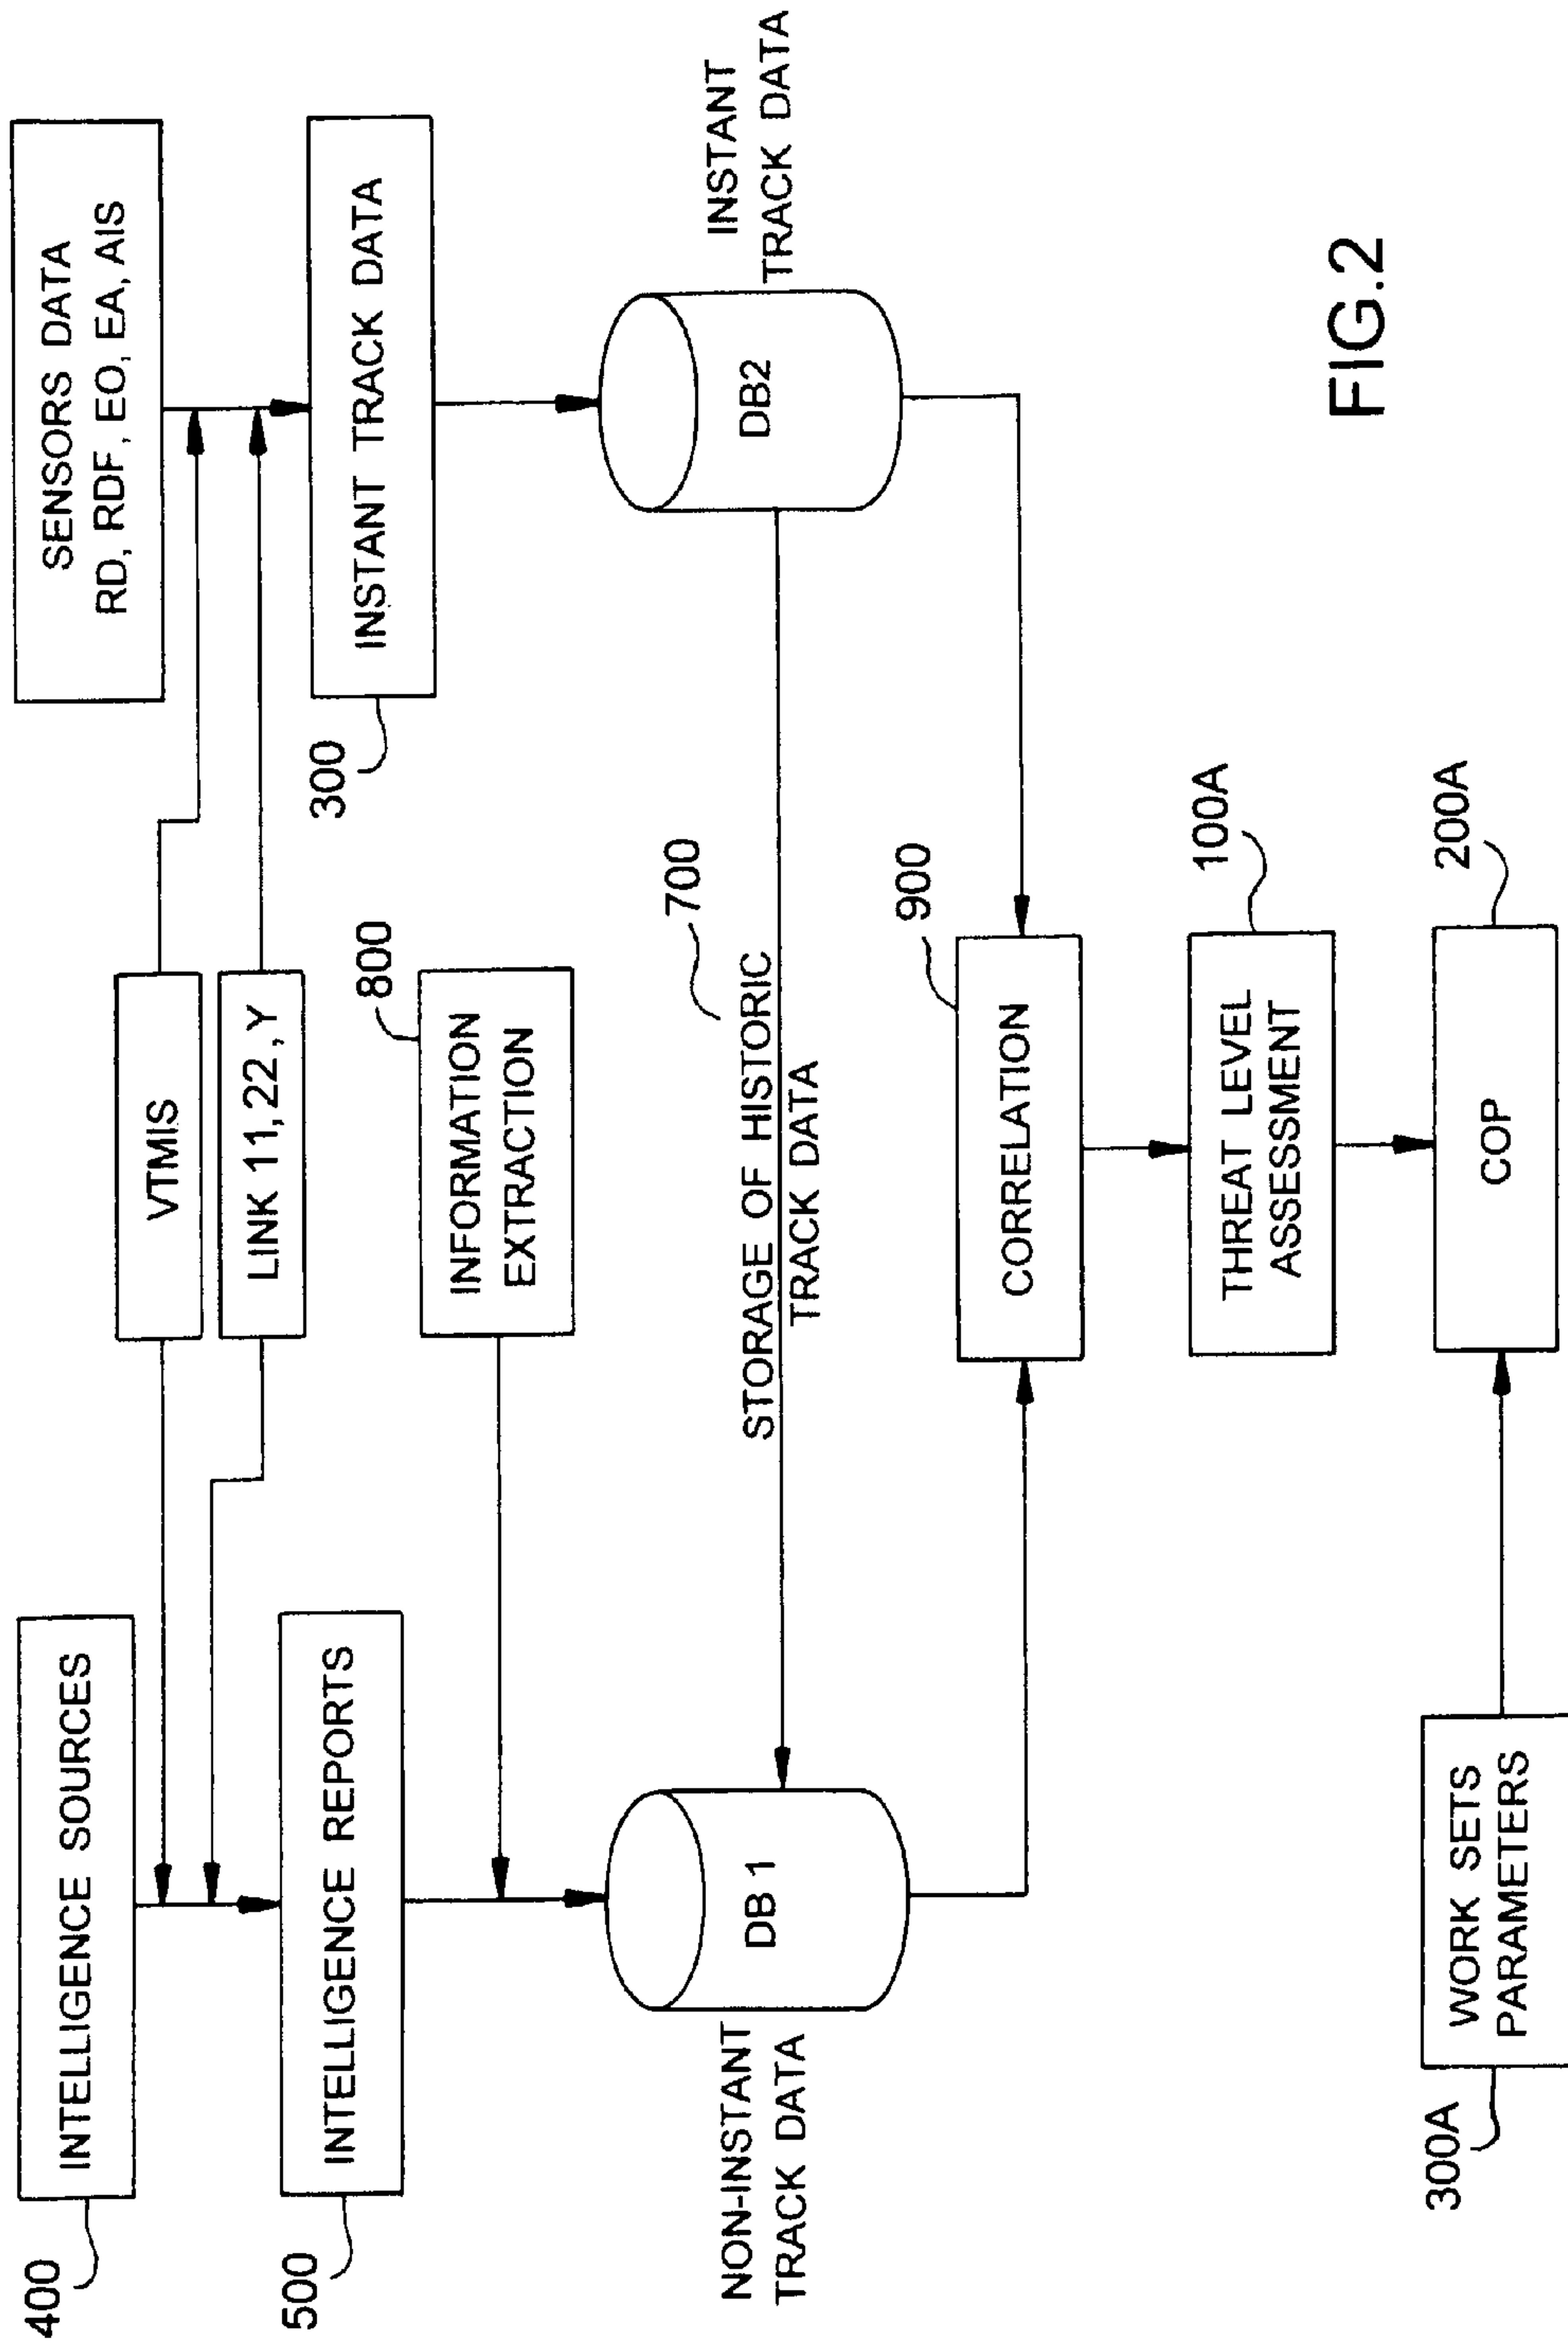 400
INTELLIGENCE SOURCES
VTMIS
SENSORS DATA
RD, RDF, EO, EA, AIS
LINK 11, 22, Y
500
INTELLIGENCE REPORTS
800
INFORMATION
EXTRACTION
300
INSTANT TRACK DATA
NON-INSTANT
TRACK DATA
DB 1
700
STORAGE OF HISTORIC
TRACK DATA
DB2
INSTANT
TRACK DATA
900
CORRELATION
100A
THREAT LEVEL
ASSESSMENT
300A
WORK SETS
PARAMETERS
200A
COP
FIG.2